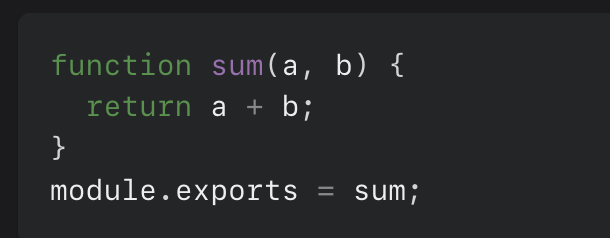 function sum(a, b) {
  return a + b;
}
module.exports = sum;